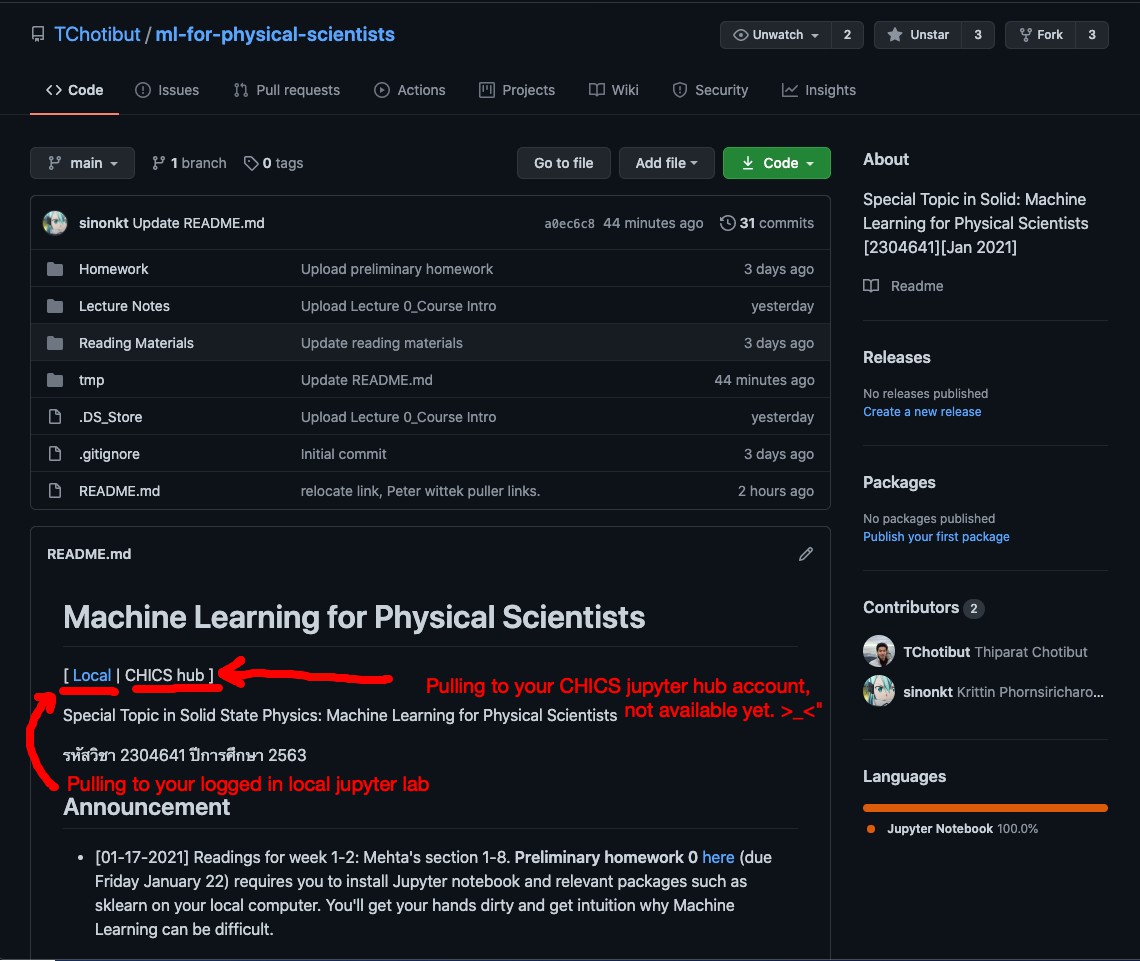 TChotibut / ml-for-physical-scientists
Unwatch 2 Unstar 3 Fork 3
Code Issues Pull requests Actions Projects Wiki Security Insights
main 1 branch 0 tags Go to file Add file Code
sinonkt Update README.md a0ec6c8 44 minutes ago 31 commits
Homework Upload preliminary homework 3 days ago
Lecture Notes Upload Lecture 0_Course Intro yesterday
Reading Materials Update reading materials 3 days ago
tmp Update README.md 44 minutes ago
.DS_Store Upload Lecture 0_Course Intro yesterday
.gitignore Initial commit 3 days ago
README.md relocate link, Peter wittek puller links. 2 hours ago
README.md
Machine Learning for Physical Scientists
[ Local | CHICS hub ]
Pulling to your CHICS jupyter hub account,
not available yet. >_<"
Special Topic in Solid State Physics: Machine Learning for Physical Scientists
รหัสวิชา 2304641 ปีการศึกษา 2563
Pulling to your logged in local jupyter lab
Announcement
• [01-17-2021] Readings for week 1-2: Mehta's section 1-8. Preliminary homework 0 here (due
Friday January 22) requires you to install Jupyter notebook and relevant packages such as
sklearn on your local computer. You'll get your hands dirty and get intuition why Machine
Learning can be difficult.
About
Special Topic in Solid: Machine
Learning for Physical Scientists
[2304641][Jan 2021]
Readme
Releases
No releases published
Create a new release
Packages
No packages published
Publish your first package
Contributors 2
TChotibut Thiparat Chotibut
sinonkt Krittin Phornsiricharo...
Languages
Jupyter Notebook 100.0%